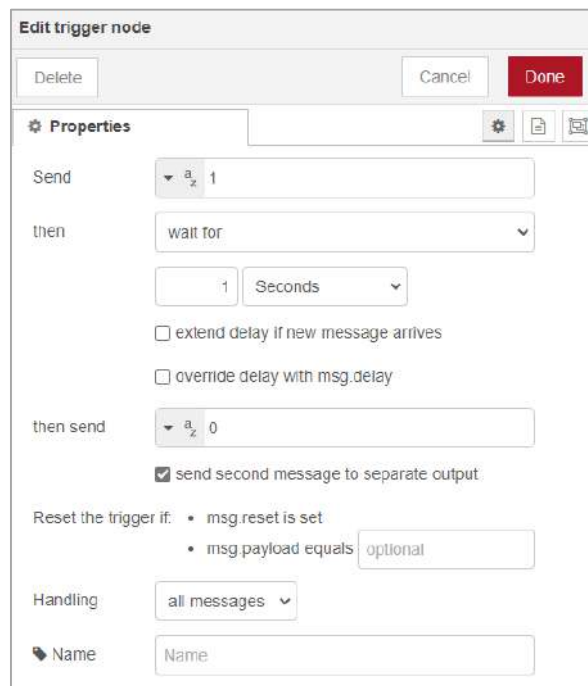 Edit trigger node
Delete Cancel Done
Properties
Send a z 1
then wait for
1 Seconds
extend delay if new message arrives
override delay with msg.delay
then send a z 0
send second message to separate output
Reset the trigger if: • msg.reset is set
• msg.payload equals optional
Handling all messages
Name Name